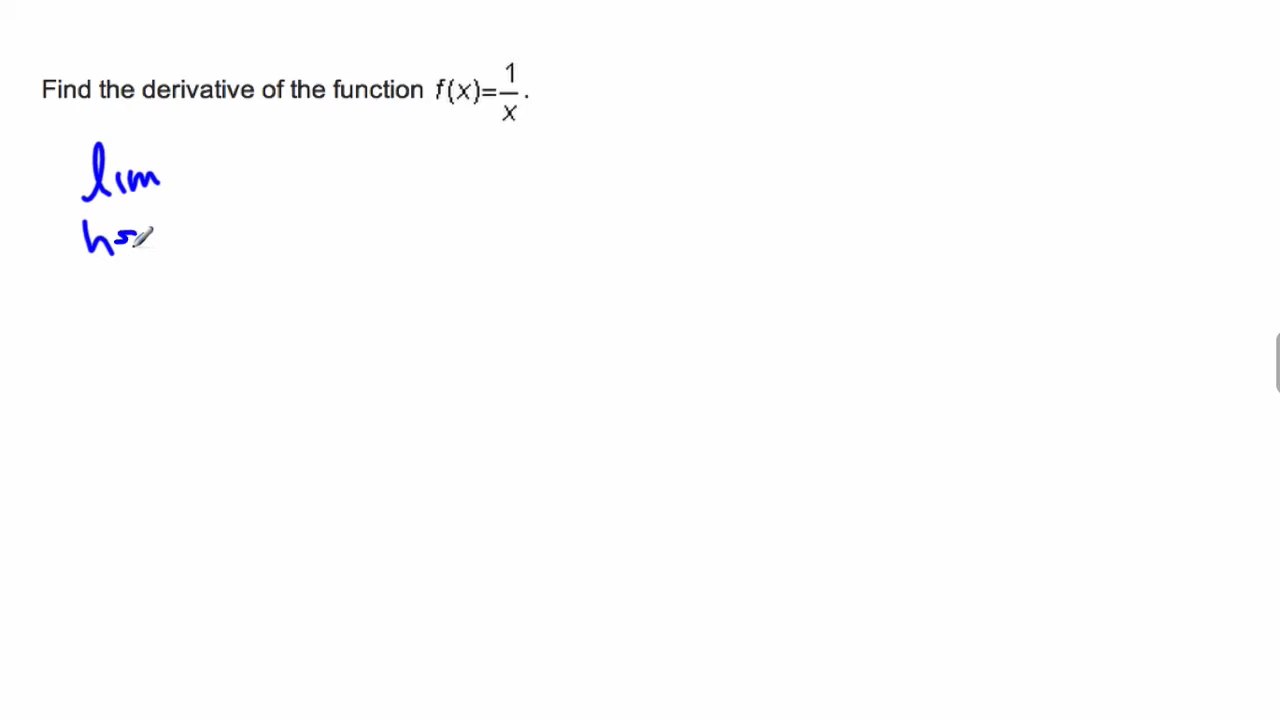 Find the derivative of the function f(x)=1/x.
lim
h